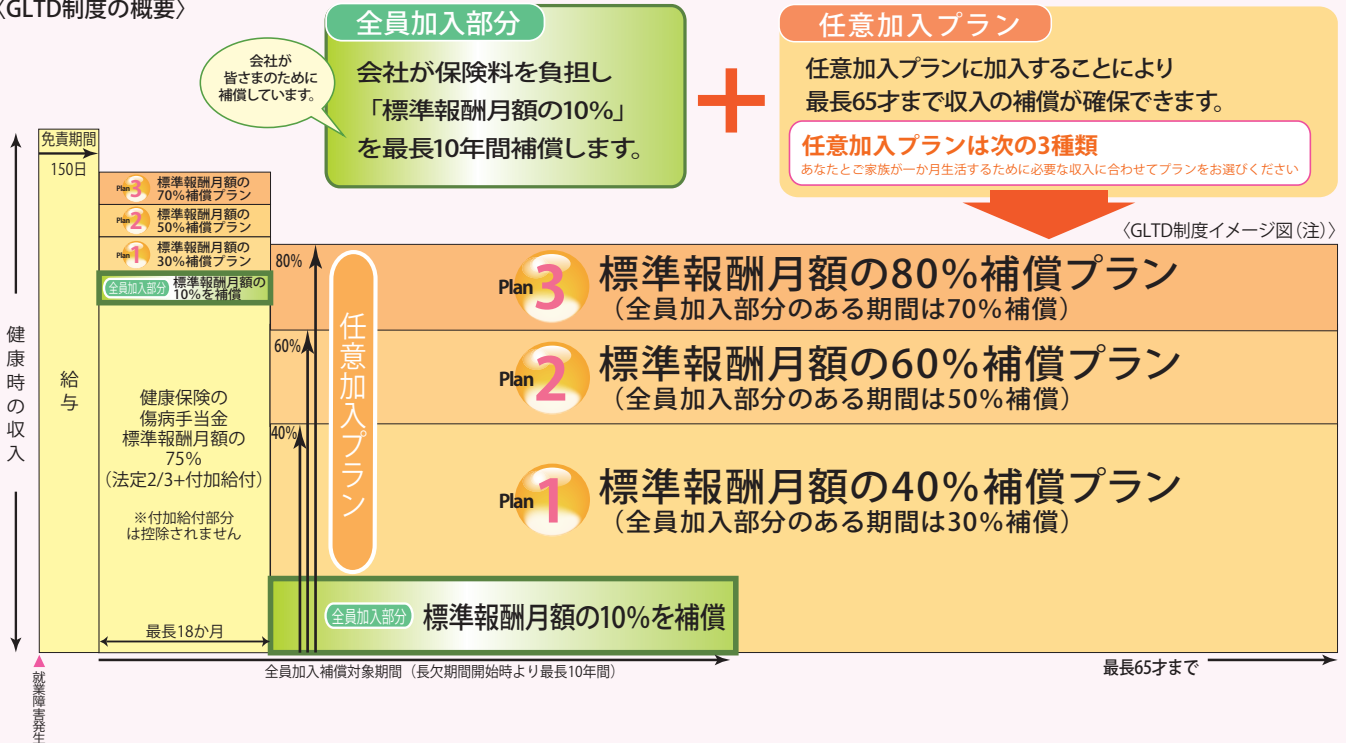 〈GLTD制度の概要〉
会社が
皆さまのために
補償しています。
全員加入部分
会社が保険料を負担し
「標準報酬月額の10%」
を最長10年間補償します。
任意加入プラン
任意加入プランに加入することにより
最長65才まで収入の補償が確保できます。
任意加入プランは次の3種類
あなたとご家族が一か月生活するために必要な収入に合わせてプランをお選びください
〈GLTD制度イメージ図(注)〉
健康時の収入
免責期間
150日
給与
Plan 3 標準報酬月額の
70%補償プラン
Plan 2 標準報酬月額の
50%補償プラン
Plan 1 標準報酬月額の
30%補償プラン
全員加入部分 標準報酬月額の
10%を補償
健康保険の
傷病手当金
標準報酬月額の
75%
(法定2/3+付加給付)
※付加給付部分
は控除されません
最長18か月
80%
60%
40%
任意加入プラン
Plan 3 標準報酬月額の80%補償プラン
(全員加入部分のある期間は70%補償)
Plan 2 標準報酬月額の60%補償プラン
(全員加入部分のある期間は50%補償)
Plan 1 標準報酬月額の40%補償プラン
(全員加入部分のある期間は30%補償)
全員加入部分 標準報酬月額の10%を補償
全員加入補償対象期間(長欠期間開始時より最長10年間)
最長65才まで
就業障害発生